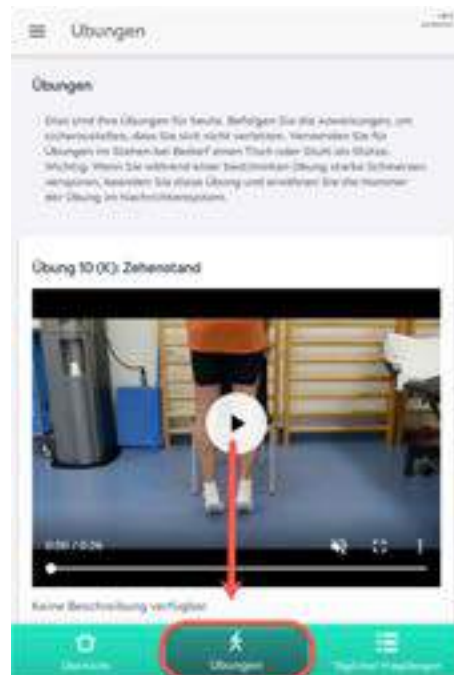 Übungen
Übungen
Dies sind Ihre Übungen für heute. Befolgen Sie die Anweisungen, um
sicherzustellen, dass Sie sich nicht verletzen. Verwenden Sie für
Übungen im Stehen bei Bedarf einen Tisch oder Stuhl als Stütze.
Wichtig: Wenn Sie während einer bestimmten Übung starke Schmerzen
verspüren, beenden Sie diese Übung und erwähnen Sie die Nummer
der Übung im Nachrichtensystem.
Übung 10 (K): Zehenstand
0:00 / 0:26
Keine Beschreibung verfügbar
Übersicht
Übungen